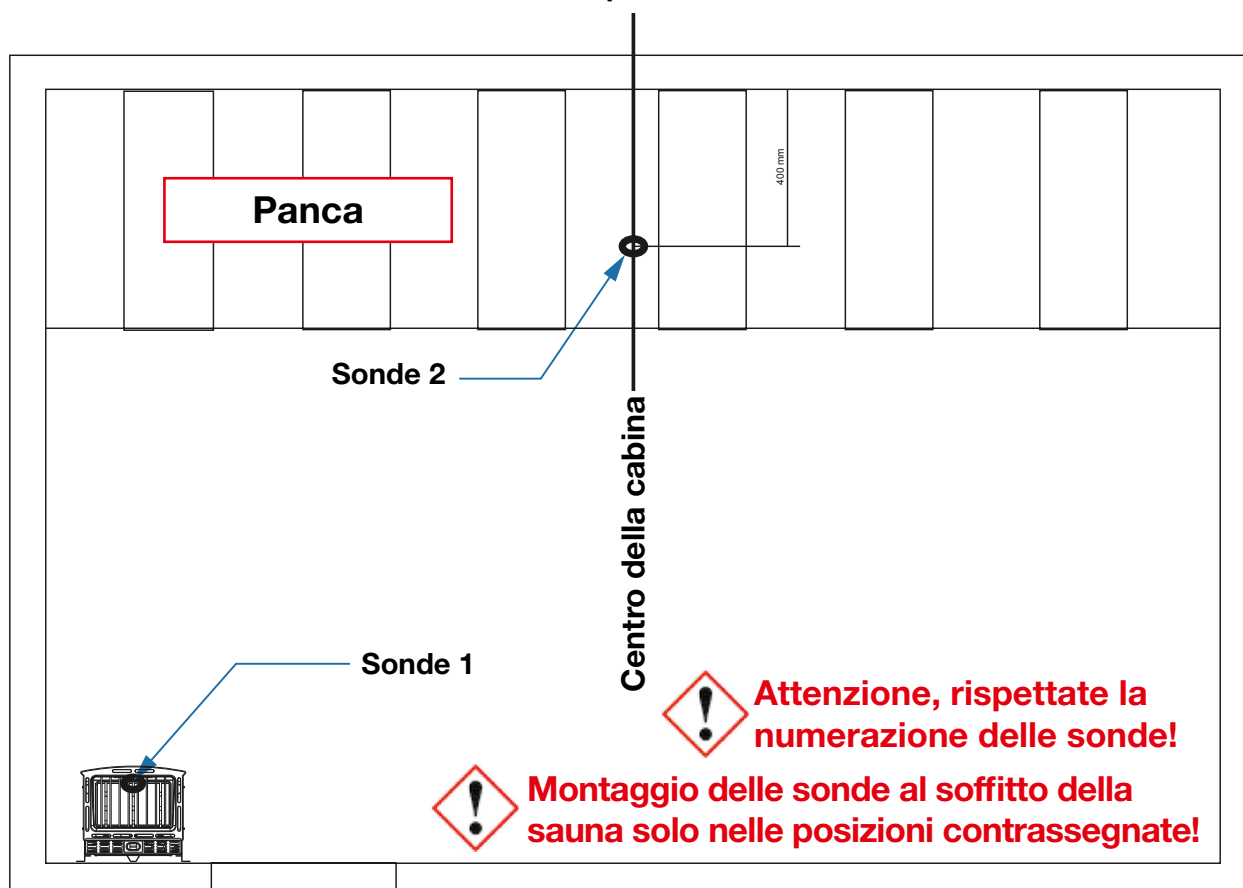 400 mm
Panca
Sonde 2
Centro della cabina
Sonde 1
Attenzione, rispettate la
numerazione delle sonde!
Montaggio delle sonde al soffitto della
sauna solo nelle posizioni contrassegnate!